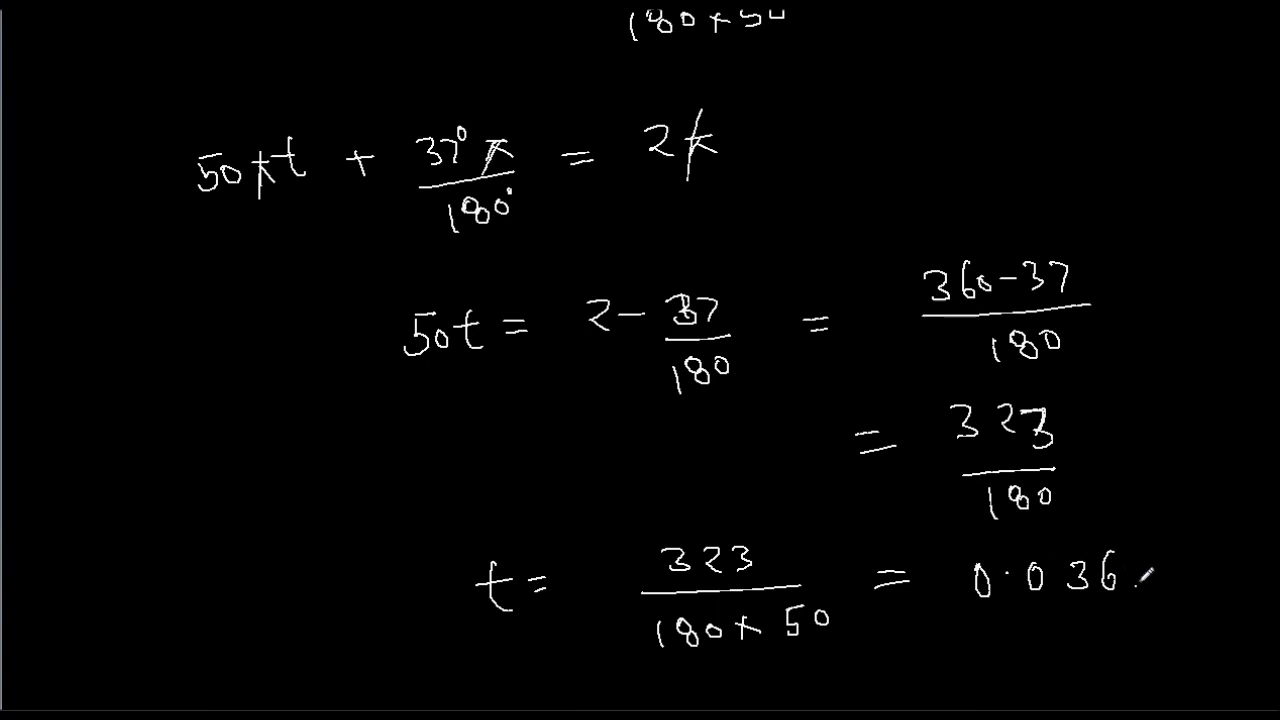 180 × 50
50πt + 37°π/180° = 2π
50t = 2 - 37/180 = 360-37/180
= 323/180
t = 323/180 × 50 = 0.036